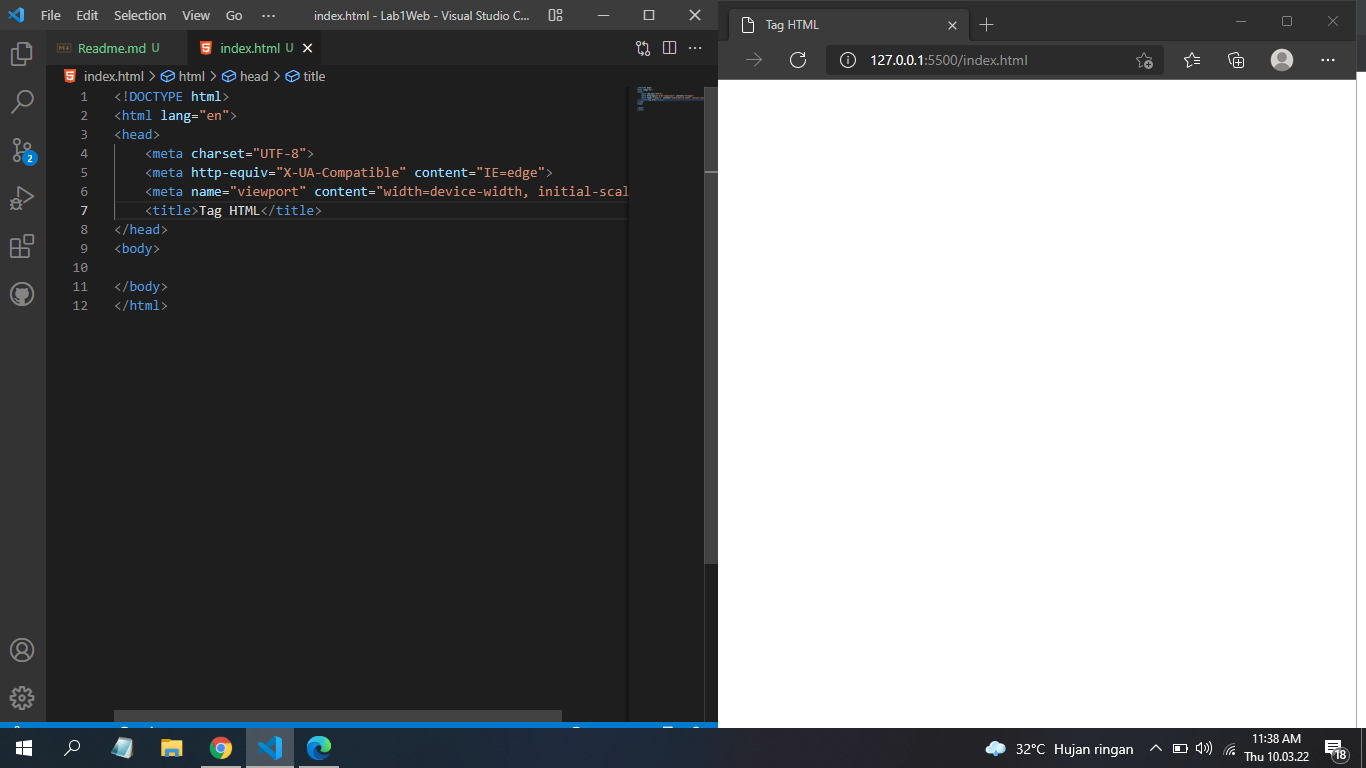 File Edit Selection View Go ··· index.html - Lab1Web - Visual Studio C...
Readme.md U index.html U
index.html > html > head > title
1 <!DOCTYPE html>
2 <html lang="en">
3 <head>
4 <meta charset="UTF-8">
5 <meta http-equiv="X-UA-Compatible" content="IE=edge">
6 <meta name="viewport" content="width=device-width, initial-scal
7 <title>Tag HTML</title>
8 </head>
9 <body>
10
11 </body>
12 </html>
2
Tag HTML
127.0.0.1:5500/index.html
32°C Hujan ringan
11:38 AM
Thu 10.03.22
18